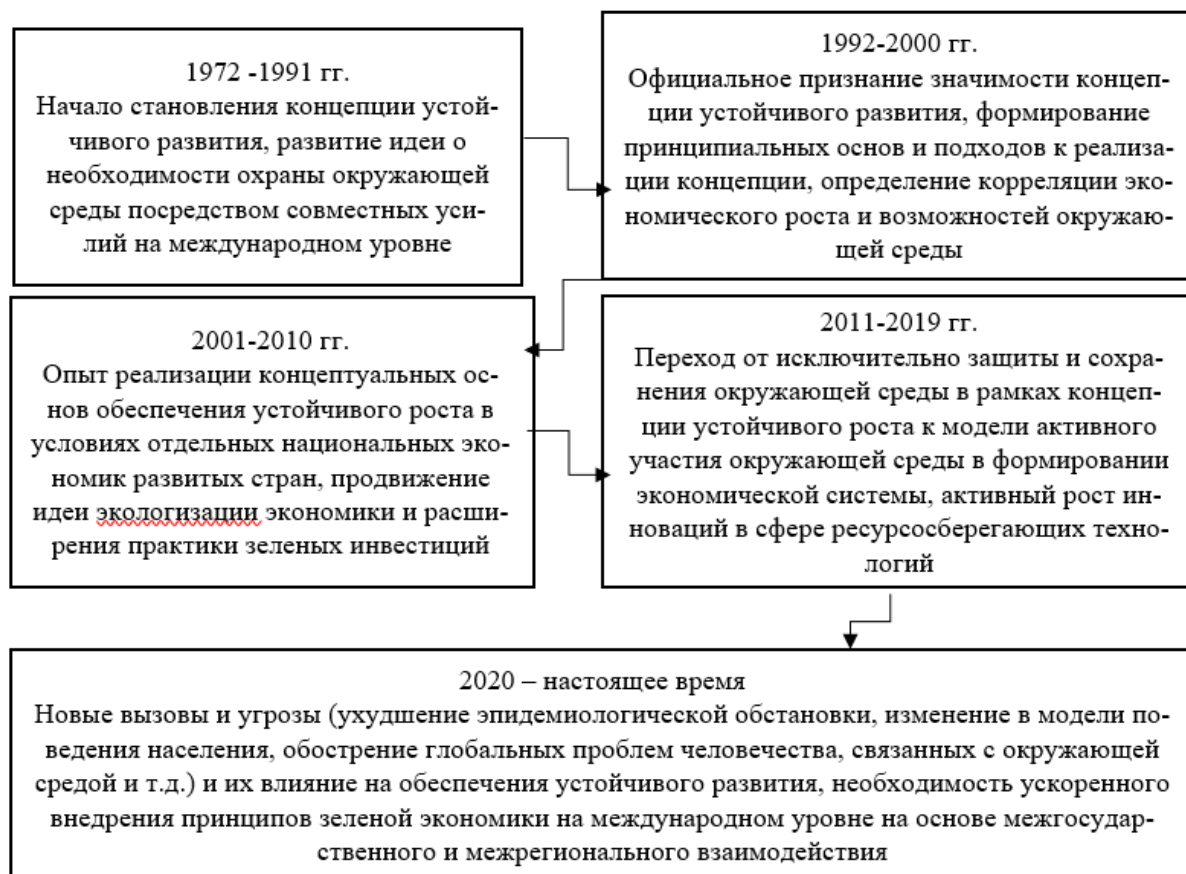 1972 -1991 гг.
Начало становления концепции устой-
чивого развития, развитие идеи о
необходимости охраны окружающей
среды посредством совместных уси-
лий на международном уровне
1992-2000 гг.
Официальное признание значимости концеп-
ции устойчивого развития, формирование
принципиальных основ и подходов к реализа-
ции концепции, определение корреляции эко-
номического роста и возможностей окружаю-
щей среды
2001-2010 гг.
Опыт реализации концептуальных ос-
нов обеспечения устойчивого роста в
условиях отдельных национальных эко-
номик развитых стран, продвижение
идеи экологизации экономики и расши-
рения практики зеленых инвестиций
2011-2019 гг.
Переход от исключительно защиты и сохра-
нения окружающей среды в рамках концеп-
ции устойчивого роста к модели активного
участия окружающей среды в формировании
экономической системы, активный рост ин-
новаций в сфере ресурсосберегающих техно-
логий
2020 – настоящее время
Новые вызовы и угрозы (ухудшение эпидемиологической обстановки, изменение в модели по-
ведения населения, обострение глобальных проблем человечества, связанных с окружающей
средой и т.д.) и их влияние на обеспечения устойчивого развития, необходимость ускоренного
внедрения принципов зеленой экономики на международном уровне на основе межгосудар-
ственного и межрегионального взаимодействия